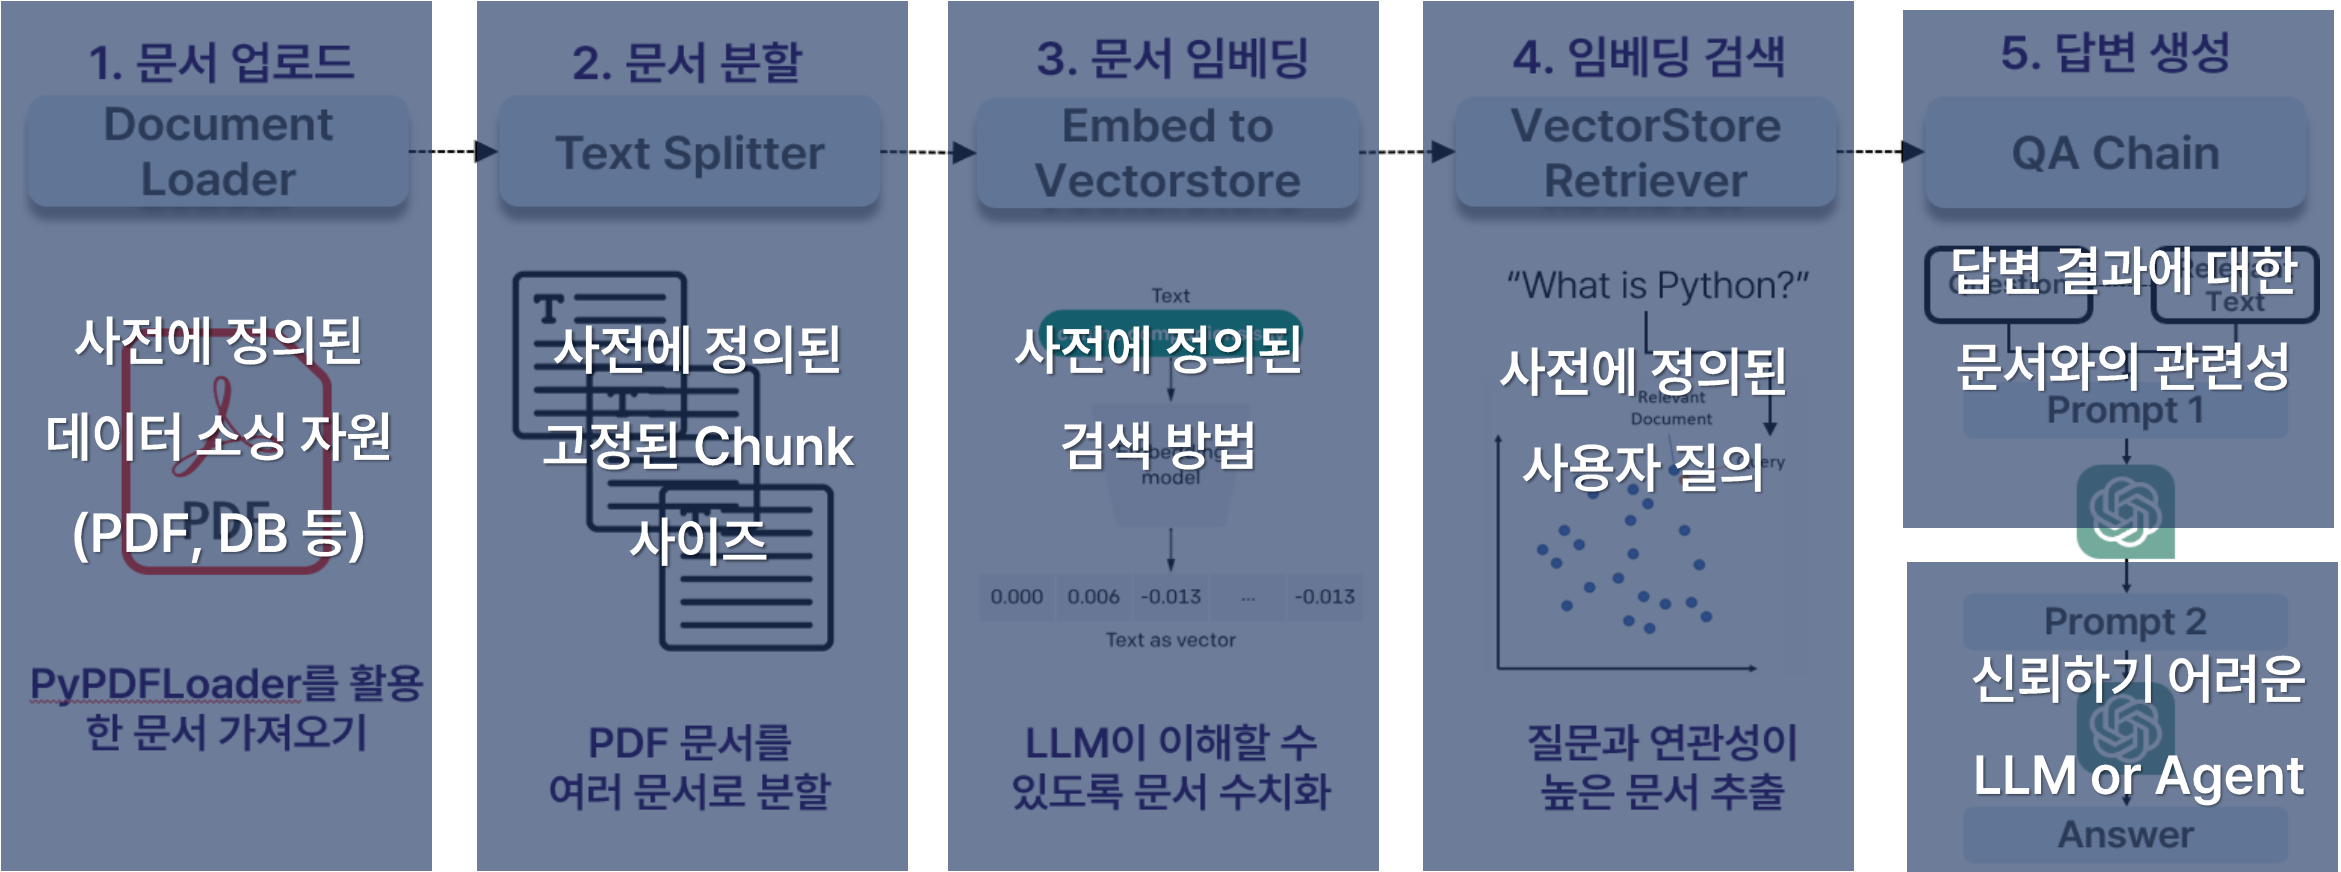 1. 문서 업로드
Document
Loader
사전에 정의된
데이터 소싱 자원
(PDF, DB 등)
PDF
PyPDFLoader를 활용
한 문서 가져오기
2. 문서 분할
Text Splitter
T
사전에 정의된
T
고정된 Chunk
사이즈
PDF 문서를
여러 문서로 분할
3. 문서 임베딩
Embed to
Vectorstore
Text
사전에 정의된
검색 방법
Embedding
model
0.000 0.006 -0.013 ... -0.013
Text as vector
LLM이 이해할 수
있도록 문서 수치화
4. 임베딩 검색
VectorStore
Retriever
“What is Python?”
사전에 정의된
Relevant
Document
사용자 질의
Query
질문과 연관성이
높은 문서 추출
5. 답변 생성
QA Chain
답변 결과에 대한
Question
Relevant
Text
문서와의 관련성
Prompt 1
Prompt 2
신뢰하기 어려운
LLM or Agent
Answer